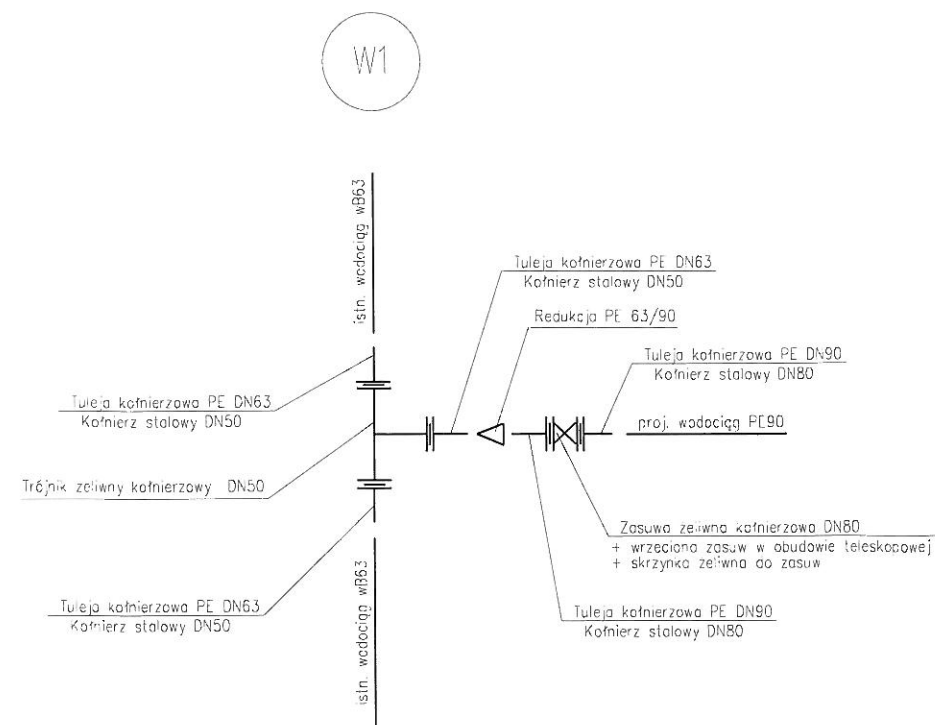 W1
istn. wodociąg wB63
Tuleja kołnierzowa PE DN63
Kołnierz stalowy DN50
Redukcja PE 63/90
Tuleja kołnierzowa PE DN90
Kołnierz stalowy DN80
Tuleja kołnierzowa PE DN63
Kołnierz stalowy DN50
proj. wodociąg PE90
Trójnik żeliwny kołnierzowy DN50
Zasuwa żeliwna kołnierzowa DN80
+ wrzeciona zasuw w obudowie teleskopowej
+ skrzynka żeliwna do zasuw
Tuleja kołnierzowa PE DN63
Kołnierz stalowy DN50
Tuleja kołnierzowa PE DN90
Kołnierz stalowy DN80
istn. wodociąg wB63